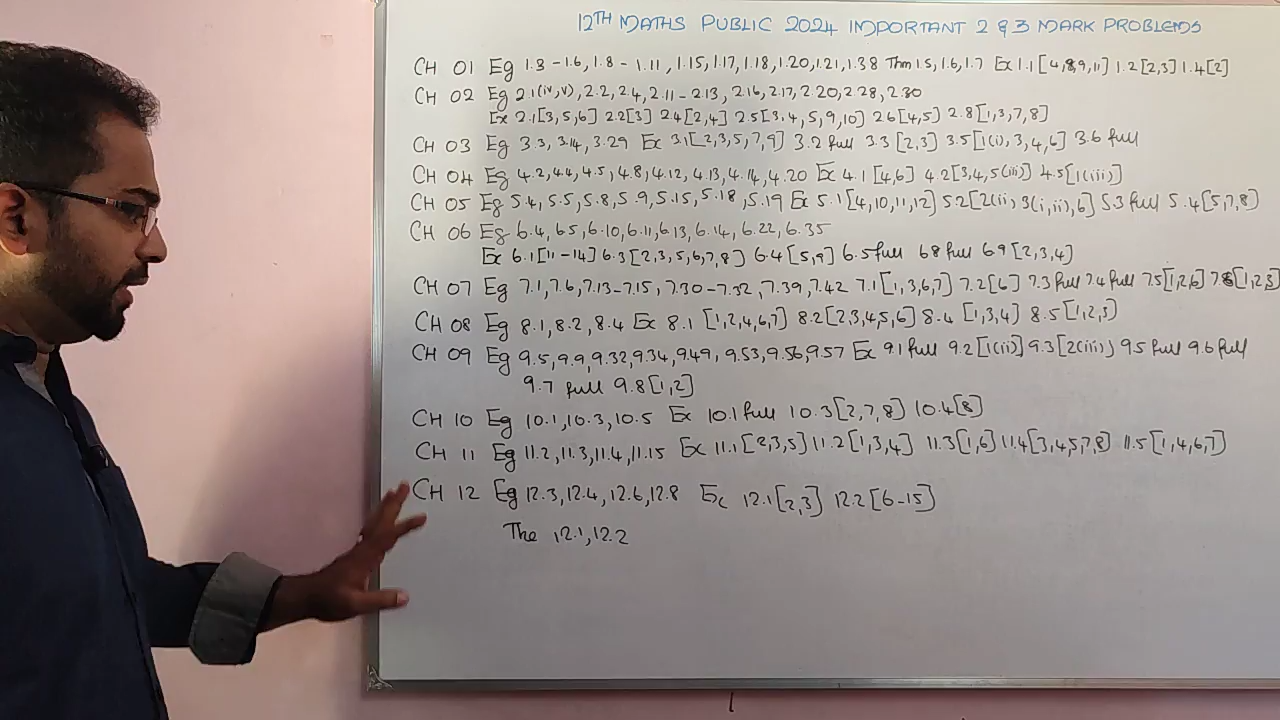 12TH MATHS PUBLIC 2024 IMPORTANT 2 & 3 MARK PROBLEMS
CH 01 Eg 1.3 - 1.6, 1.8 - 1.11, 1.15, 1.17, 1.18, 1.20, 1.21, 1.38 Thm 1.5, 1.6, 1.7 Ex 1.1 [4,8,9,11] 1.2 [2,3] 1.4 [2]
CH 02 Eg 2.1(iv,v), 2.2, 2.4, 2.11 - 2.13, 2.16, 2.17, 2.20, 2.28, 2.30
Ex 2.1 [3,5,6] 2.2 [3] 2.4 [2,4] 2.5 [3,4,5,9,10] 2.6 [4,5] 2.8 [1,3,7,8]
CH 03 Eg 3.3, 3.14, 3.29 Ex 3.1 [2,3,5,7,9] 3.2 full 3.3 [2,3] 3.5 [1(i),3,4,6] 3.6 full
CH 04 Eg 4.2, 4.4, 4.5, 4.8, 4.12, 4.13, 4.14, 4.20 Ex 4.1 [4,6] 4.2 [3,4,5(iii)] 4.5 [1(iii)]
CH 05 Eg 5.4, 5.5, 5.8, 5.9, 5.15, 5.18, 5.19 Ex 5.1 [4,10,11,12] 5.2 [2(ii), 3(i,ii), 6] 5.3 full 5.4 [5,7,8]
CH 06 Eg 6.4, 6.5, 6.10, 6.11, 6.13, 6.14, 6.22, 6.35
Ex 6.1 [11-14] 6.3 [2,3,5,6,7,8] 6.4 [5,9] 6.5 full 6.8 full 6.9 [2,3,4]
CH 07 Eg 7.1, 7.6, 7.13 - 7.15, 7.30 - 7.32, 7.39, 7.42 7.1 [1,3,6,7] 7.2 [6] 7.3 full 7.4 full 7.5 [1,2,6] [1,2,3]
CH 08 Eg 8.1, 8.2, 8.4 Ex 8.1 [1,2,4,6,7] 8.2 [2,3,4,5,6] 8.4 [1,3,4] 8.5 [1,2,3]
CH 09 Eg 9.5, 9.9, 9.32, 9.34, 9.49, 9.53, 9.56, 9.57 Ex 9.1 full 9.2 [1(ii)] 9.3 [2(iii)] 9.5 full 9.6 full
9.7 full 9.8 [1,2]
CH 10 Eg 10.1, 10.3, 10.5 Ex 10.1 full 10.3 [2,7,8] 10.4 [8]
CH 11 Eg 11.2, 11.3, 11.4, 11.15 Ex 11.1 [2,3,5] 11.2 [1,3,4] 11.3 [1,6] 11.4 [3,4,5,7,8] 11.5 [1,4,6,7]
CH 12 Eg 12.3, 12.4, 12.6, 12.8 Ex 12.1 [2,3] 12.2 [6-15]
The 12.1, 12.2